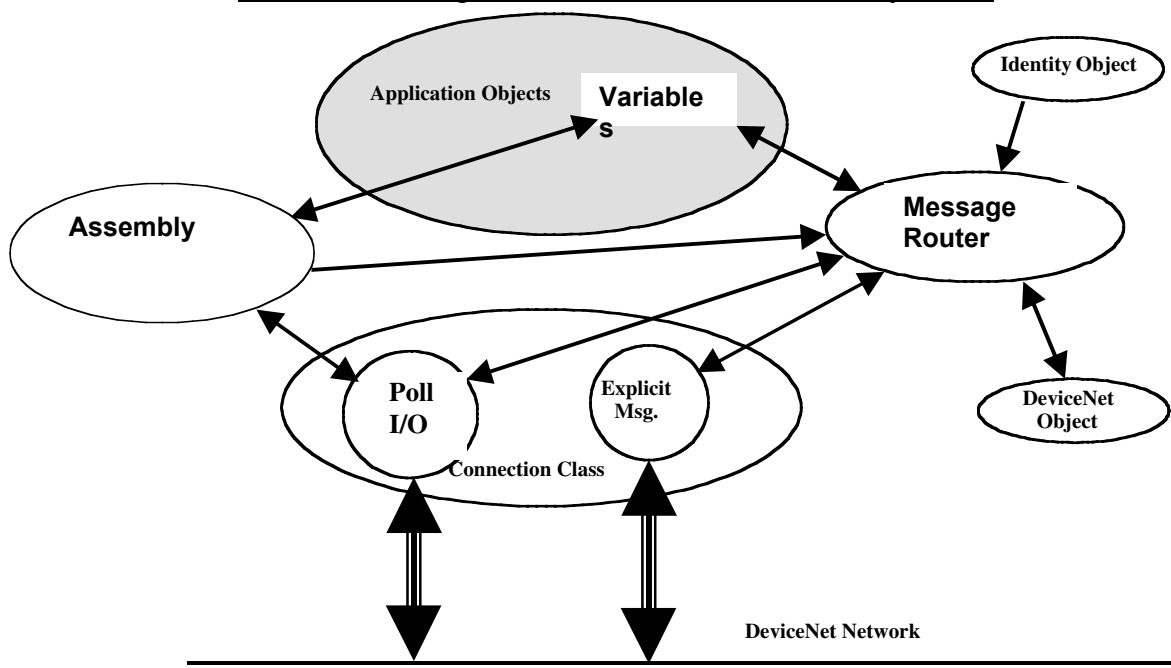 Identity Object
Application Objects
Variable
s
Assembly
Message
Router
Poll
I/O
Explicit
Msg.
DeviceNet
Object
Connection Class
DeviceNet Network